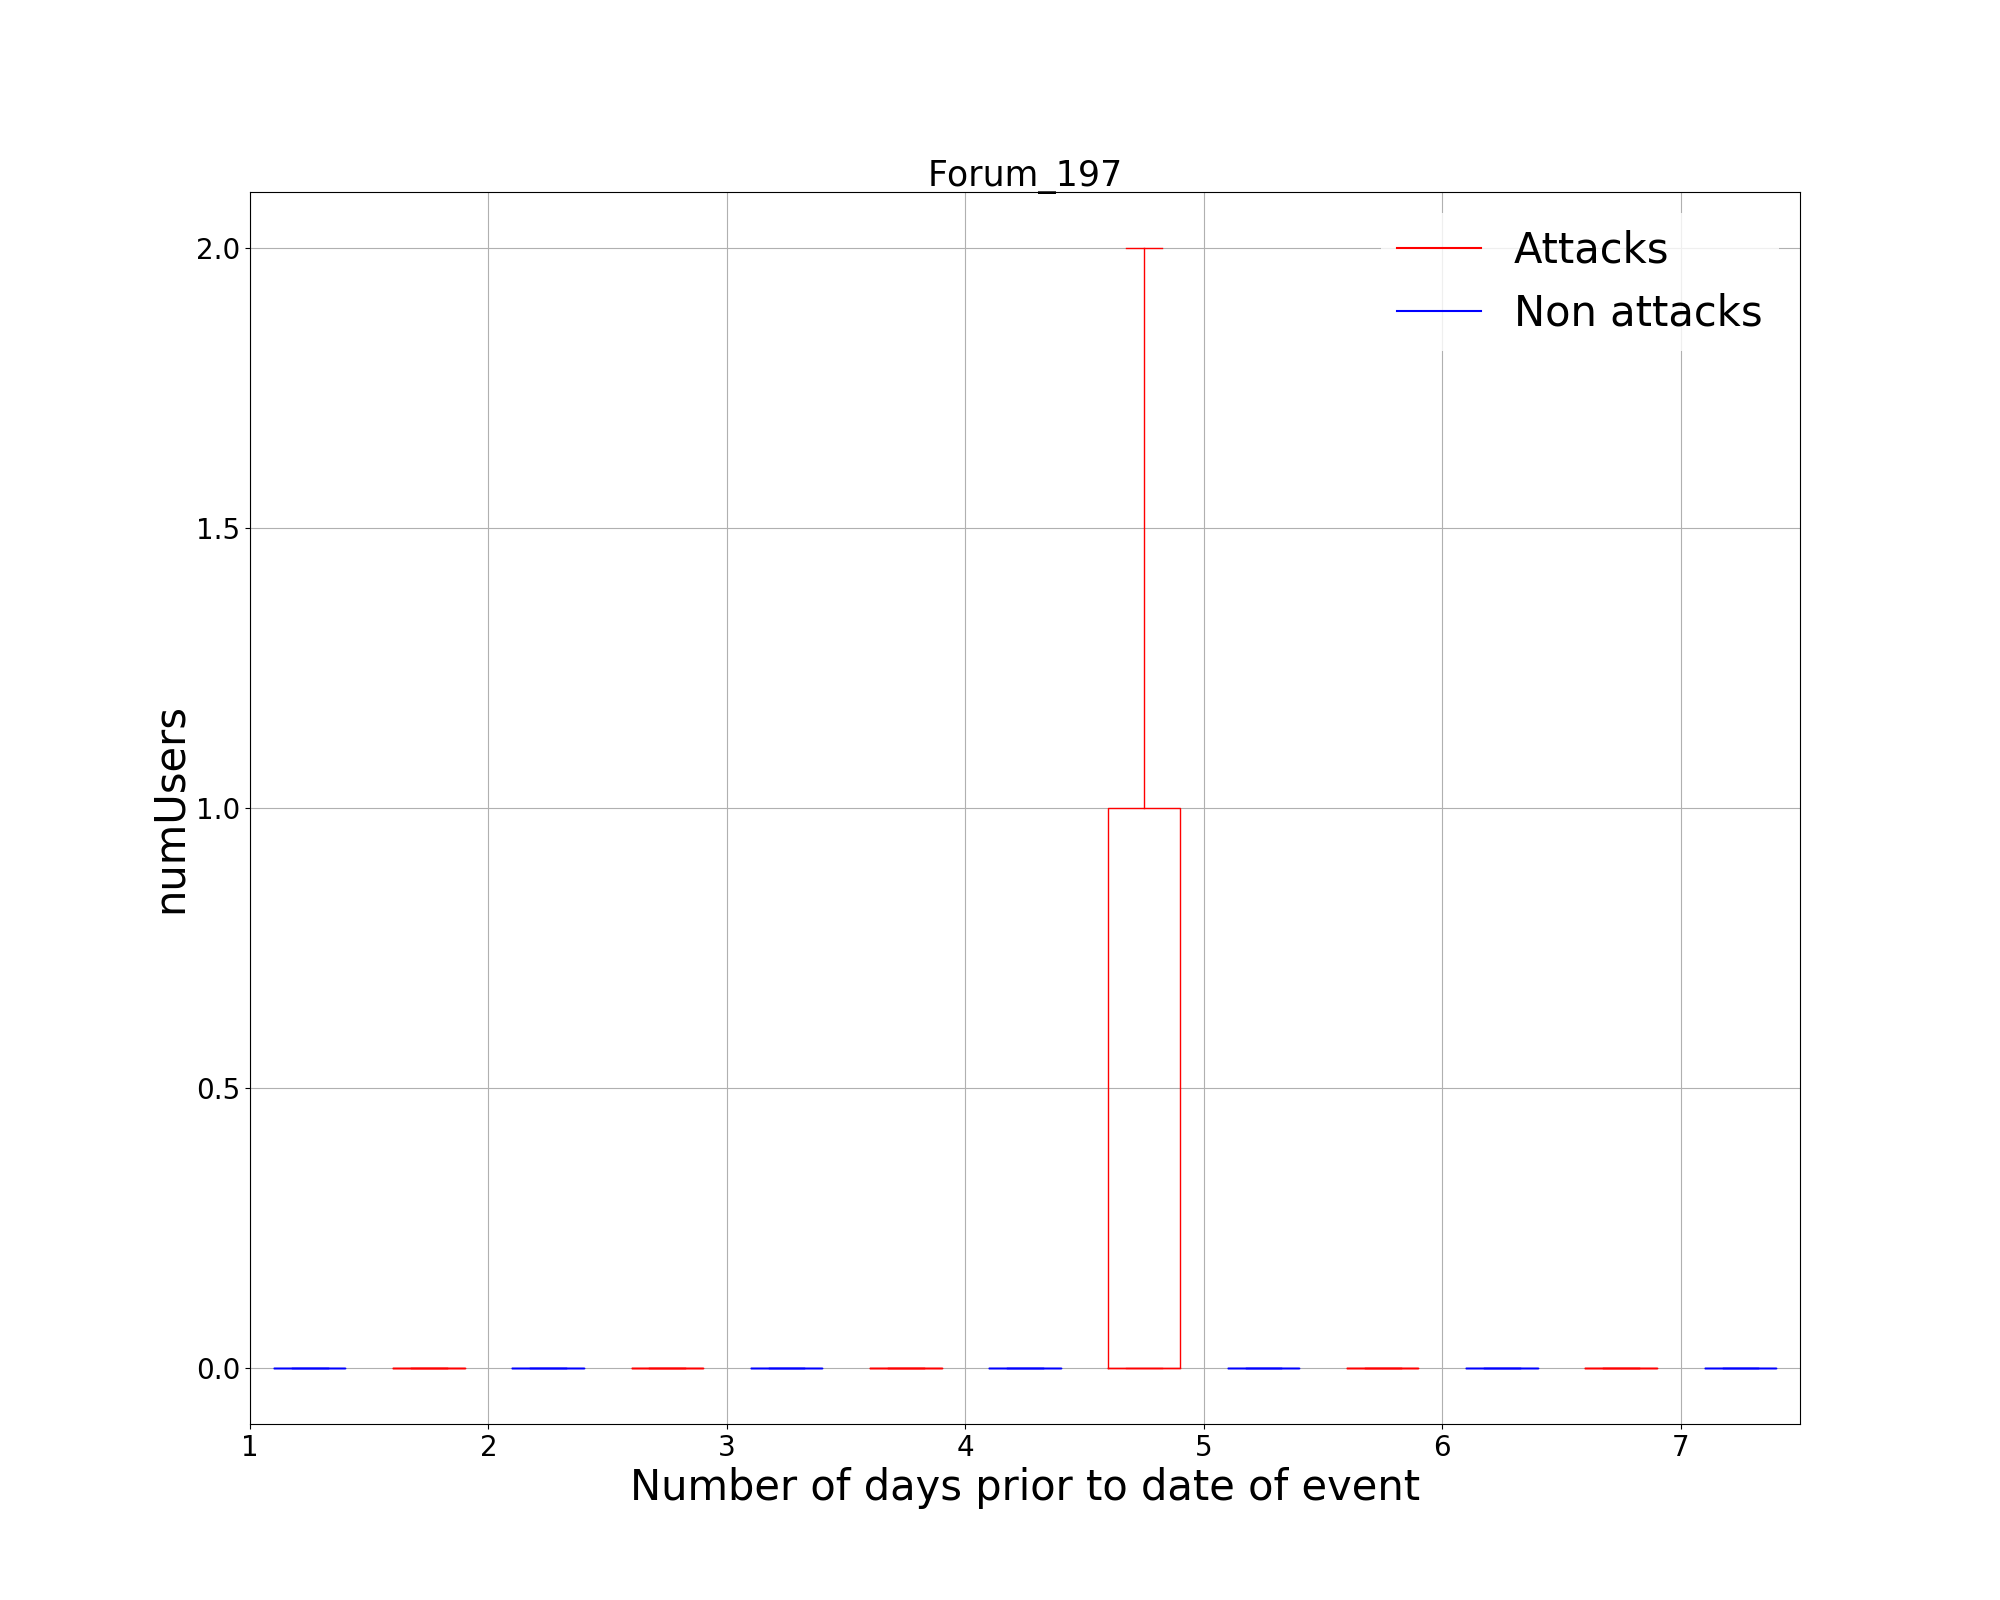 Forum_197
2.0
1.5
1.0
0.5
0.0
numUsers
Attacks
Non attacks
1 2 3 4 5 6 7
Number of days prior to date of event